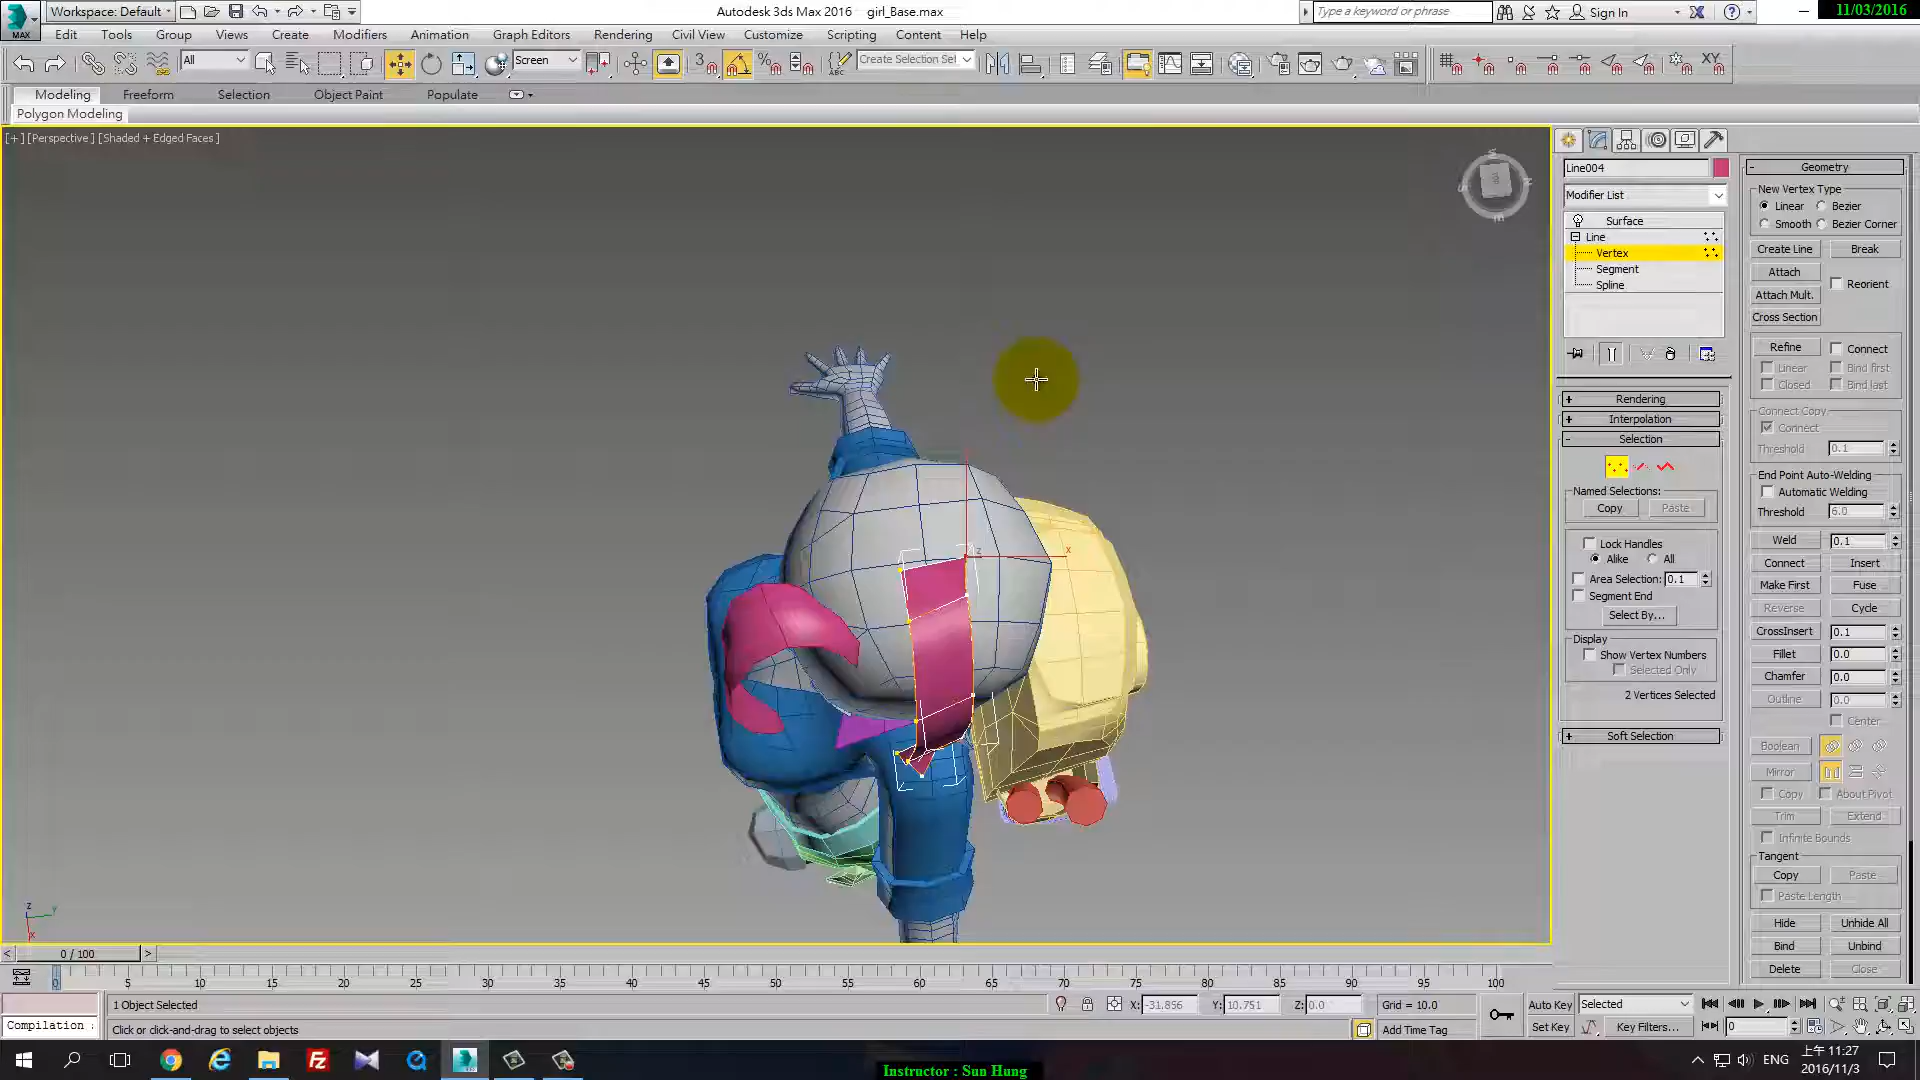 Workspace: Default
Autodesk 3ds Max 2016    girl_Base.max
Type a keyword or phrase
Sign In
11/03/2016
MAX
Edit Tools Group Views Create Modifiers Animation Graph Editors Rendering Civil View Customize Scripting Content Help
All
Screen
3
Create Selection Sel
XY
Modeling Freeform Selection Object Paint Populate
Polygon Modeling
[+] [Perspective] [Shaded + Edged Faces]
Line004
Modifier List
Surface
Line
Vertex
Segment
Spline
Rendering
Interpolation
Selection
Named Selections:
Copy Paste
Lock Handles
Alike All
Area Selection: 0.1
Segment End
Select By...
Display
Show Vertex Numbers
Selected Only
2 Vertices Selected
Soft Selection
Geometry
New Vertex Type
Linear Bezier
Smooth Bezier Corner
Create Line Break
Attach
Reorient
Attach Mult.
Cross Section
Refine Connect
Linear Bind first
Closed Bind last
Connect Copy
Connect
Threshold 0.1
End Point Auto-Welding
Automatic Welding
Threshold 6.0
Weld 0.1
Connect Insert
Make First Fuse
Reverse Cycle
CrossInsert 0.1
Fillet 0.0
Chamfer 0.0
Outline 0.0
Center
Boolean
Mirror
Copy About Pivot
Trim Extend
Infinite Bounds
Tangent
Copy Paste
Paste Length
Hide Unhide All
Bind Unbind
Delete Close
x
z
z
y
x
< 0 / 100 >
0 5 10 15 20 25 30 35 40 45 50 55 60 65 70 75 80 85 90 95 100
1 Object Selected
X: -31.856 Y: 10.751 Z: 0.0 Grid = 10.0
Auto Key Selected
Compilation
Click or click-and-drag to select objects
Add Time Tag
Set Key Key Filters... 0
ENG
上午 11:27
2016/11/3
Instructor : Sun Hung